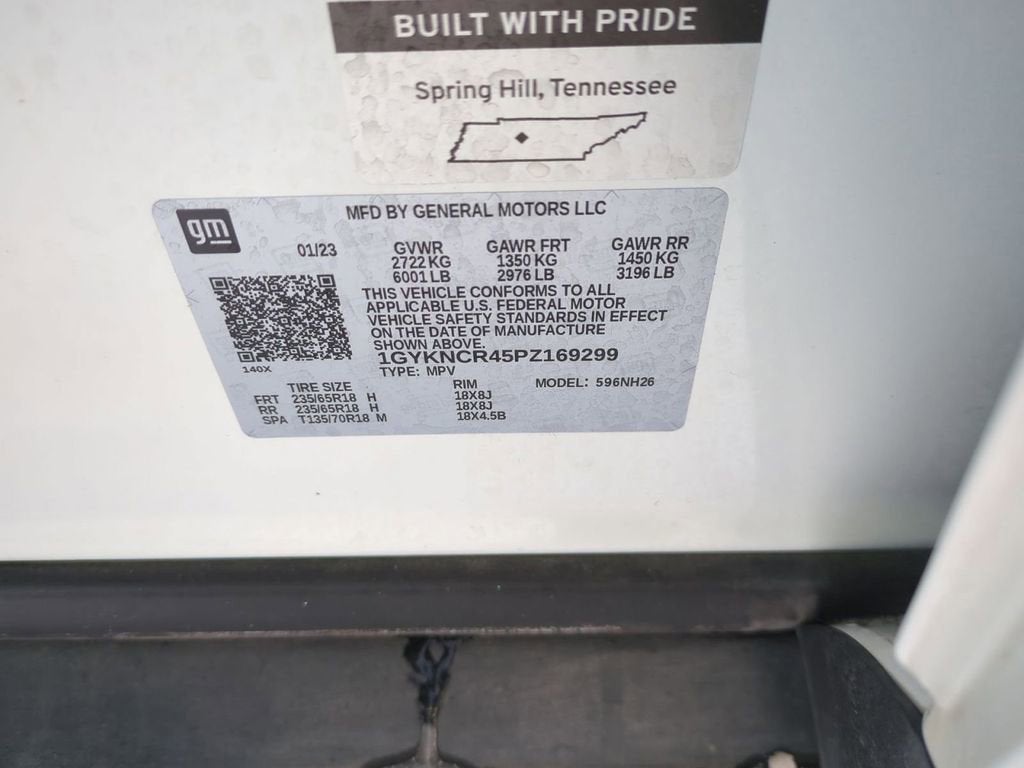 BUILT WITH PRIDE
Spring Hill, Tennessee
gm
MFD BY GENERAL MOTORS LLC
01/23 GVWR GAWR FRT GAWR RR
2722 KG 1350 KG 1450 KG
6001 LB 2976 LB 3196 LB
THIS VEHICLE CONFORMS TO ALL
APPLICABLE U.S. FEDERAL MOTOR
VEHICLE SAFETY STANDARDS IN EFFECT
ON THE DATE OF MANUFACTURE
SHOWN ABOVE.
1GYKNCR45PZ169299
140X
TYPE: MPV
TIRE SIZE RIM MODEL: 596NH26
FRT 235/65R18 H 18X8J
RR 235/65R18 H 18X8J
SPA T135/70R18 M 18X4.5B